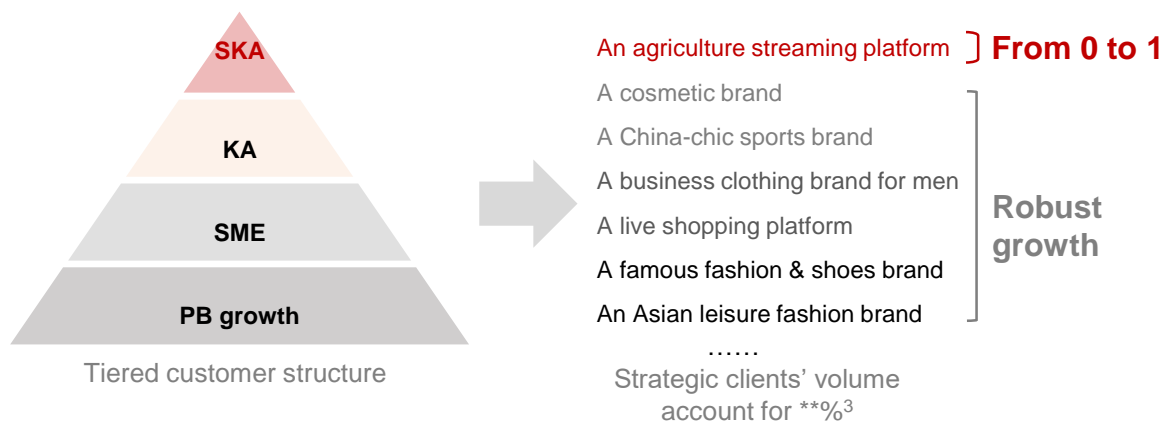 SKA
KA
SME
PB growth
Tiered customer structure
An agriculture streaming platform
From 0 to 1
A cosmetic brand
A China-chic sports brand
A business clothing brand for men
A live shopping platform
A famous fashion & shoes brand
An Asian leisure fashion brand
Robust
growth
……
Strategic clients’ volume
account for **%³